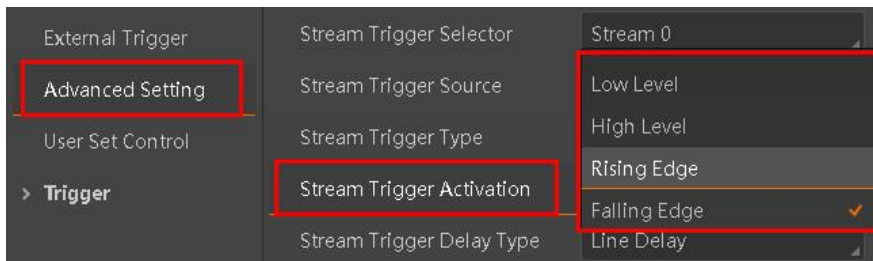 External Trigger
Advanced Setting
User Set Control
> Trigger
Stream Trigger Selector Stream 0
Stream Trigger Source
Stream Trigger Type
Stream Trigger Activation
Stream Trigger Delay Type Line Delay
Low Level
High Level
Rising Edge
Falling Edge